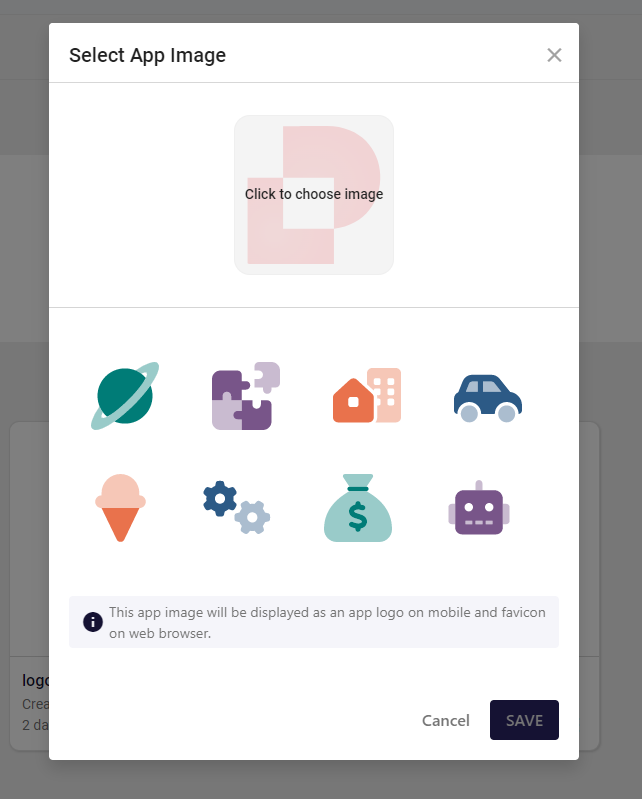 Select App Image
Click to choose image
$
This app image will be displayed as an app logo on mobile and favicon
on web browser.
logo
Crea
2 da
Cancel
SAVE